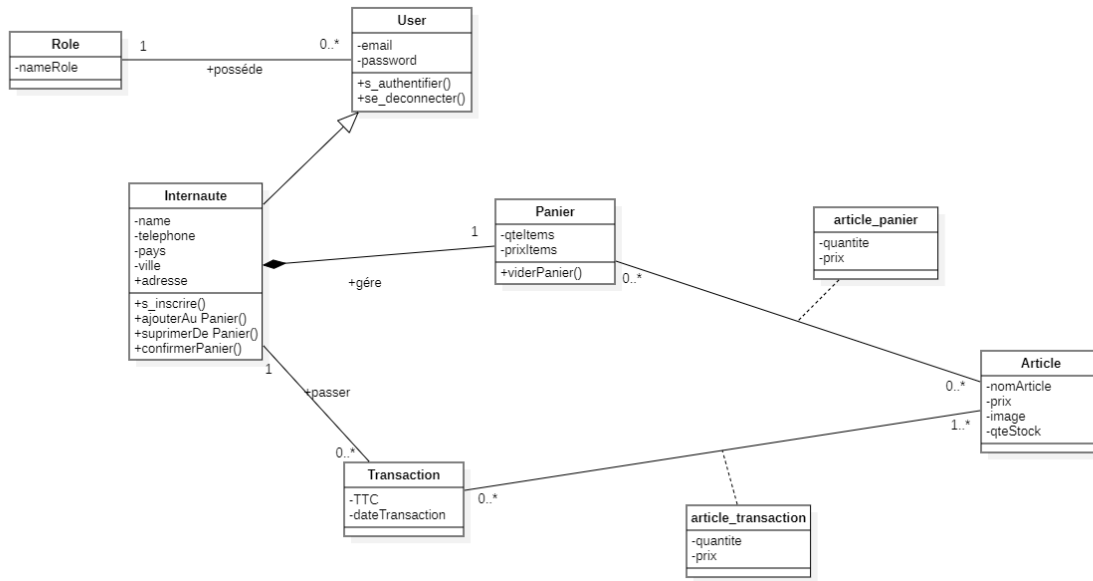 User
-email
-password
+s_authentifier()
+se_deconnecter()
Role
-nameRole
1
0..*
+posséde
Internaute
-name
-telephone
-pays
-ville
+adresse
+s_inscrire()
+ajouterAu Panier()
+suprimerDe Panier()
+confirmerPanier()
1
+gére
Panier
-qteItems
-prixItems
+viderPanier()
0..*
article_panier
-quantite
-prix
0..*
Article
-nomArticle
-prix
-image
-qteStock
1..*
1
+passer
0..*
Transaction
-TTC
-dateTransaction
0..*
article_transaction
-quantite
-prix